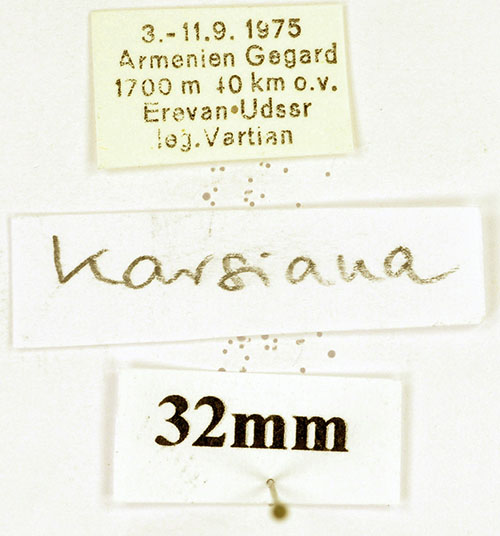 3.-11.9. 1975
Armenien Gegard
1700 m 40 km o.v.
Erevan•Udssr
leg.Vartian
Karsiana
32mm